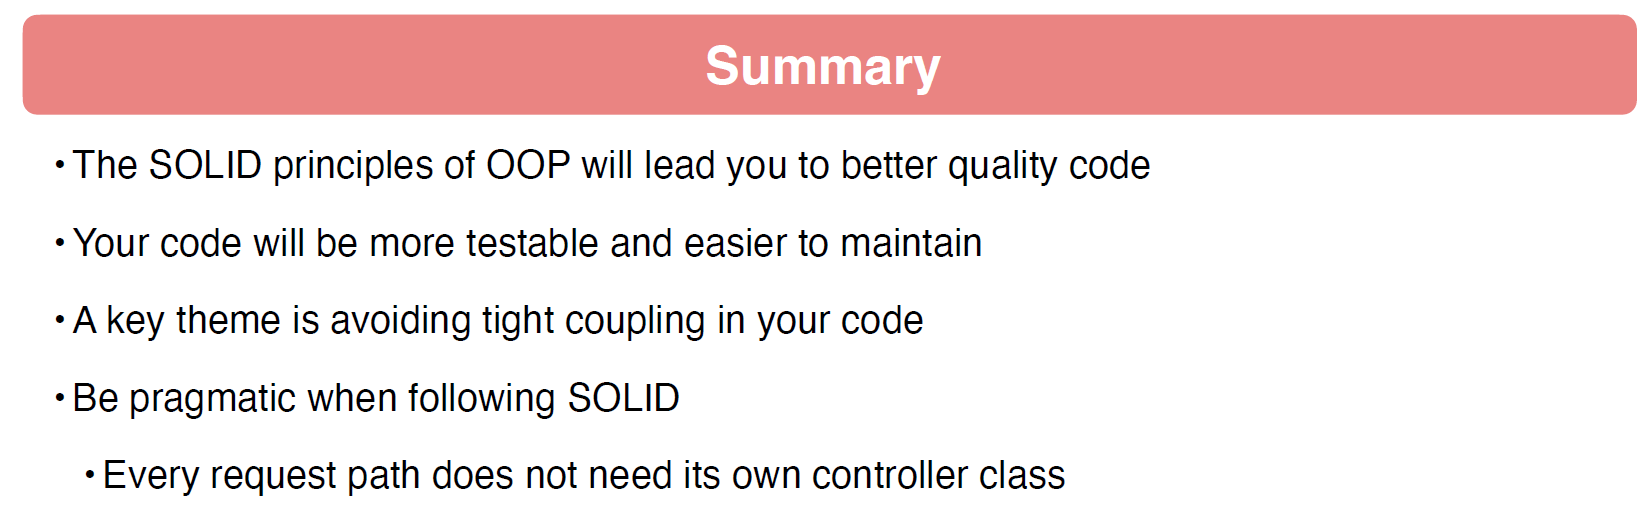 Summary
• The SOLID principles of OOP will lead you to better quality code
• Your code will be more testable and easier to maintain
• A key theme is avoiding tight coupling in your code
• Be pragmatic when following SOLID
• Every request path does not need its own controller class